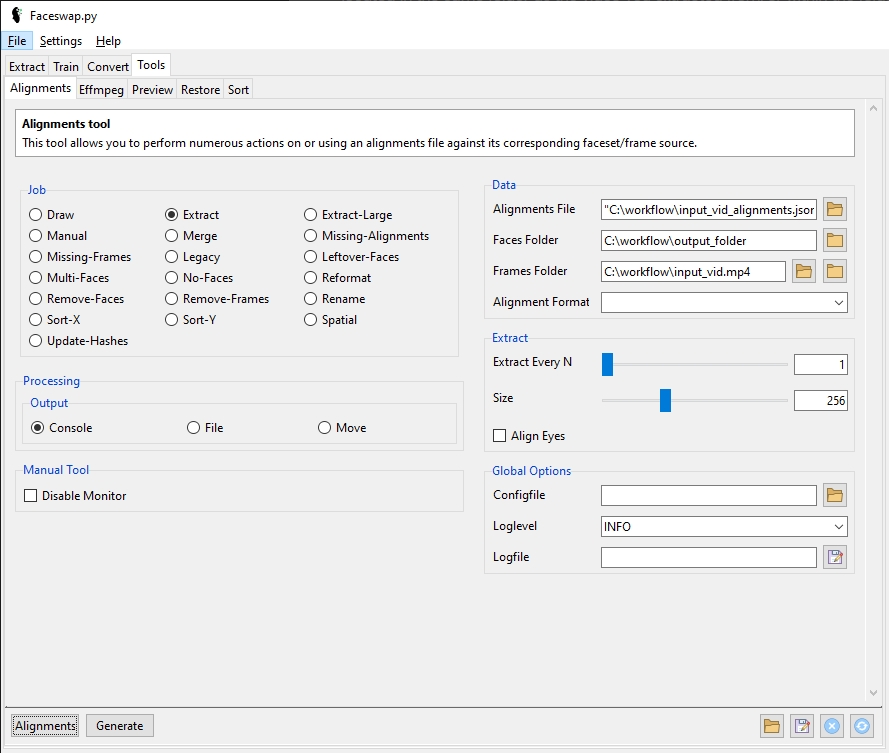 Faceswap.py
File Settings Help
Extract Train Convert Tools
Alignments Effmpeg Preview Restore Sort
Alignments tool
This tool allows you to perform numerous actions on or using an alignments file against its corresponding faceset/frame source.
Job
Draw Extract Extract-Large
Manual Merge Missing-Alignments
Missing-Frames Legacy Leftover-Faces
Multi-Faces No-Faces Reformat
Remove-Faces Remove-Frames Rename
Sort-X Sort-Y Spatial
Update-Hashes
Processing
Output
Console File Move
Manual Tool
Disable Monitor
Data
Alignments File "C:\workflow\input_vid_alignments.jsor
Faces Folder C:\workflow\output_folder
Frames Folder C:\workflow\input_vid.mp4
Alignment Format
Extract
Extract Every N 1
Size 256
Align Eyes
Global Options
Configfile
Loglevel INFO
Logfile
Alignments Generate